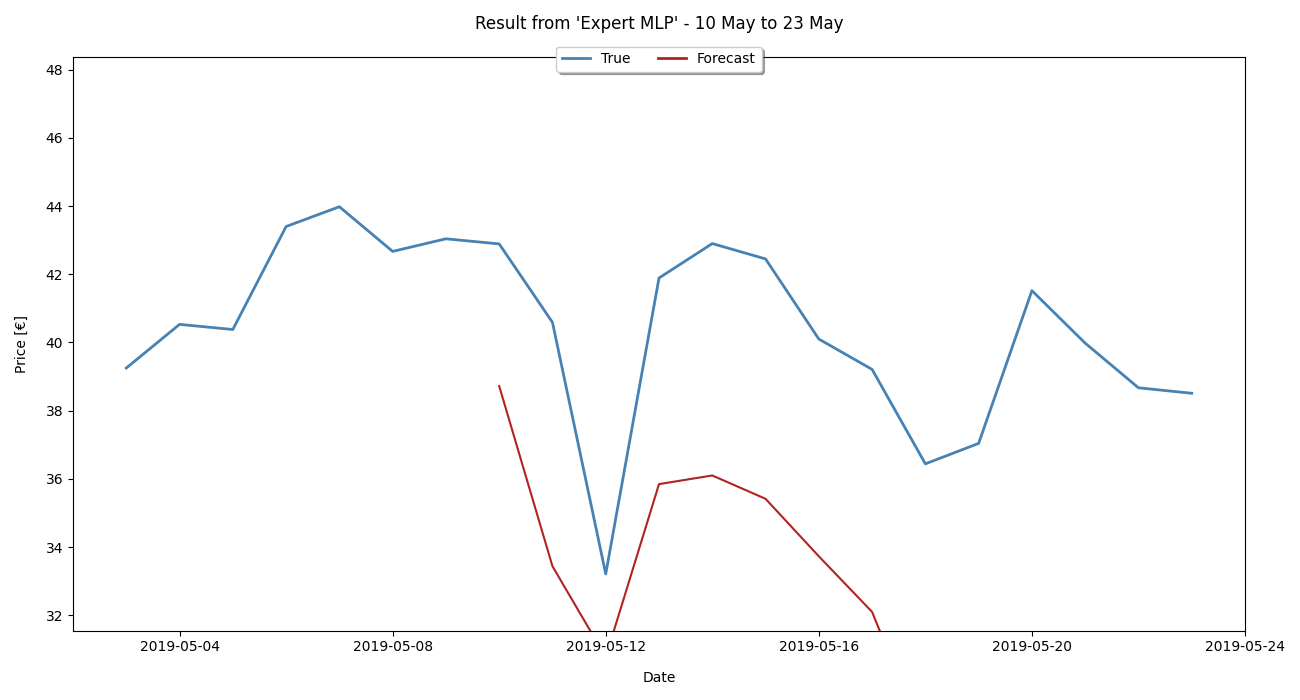 Result from 'Expert MLP' - 10 May to 23 May
True Forecast
48
46
44
42
40
38
36
34
32
Price [€]
2019-05-04 2019-05-08 2019-05-12 2019-05-16 2019-05-20 2019-05-24
Date